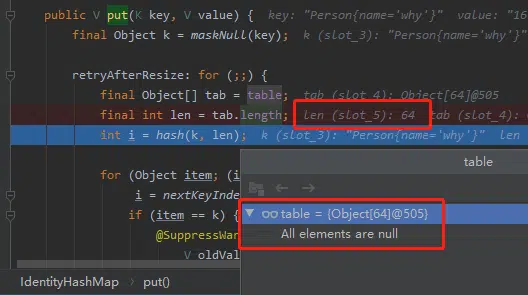 public V put(K key, V value) { key: "Person{name='why'}" value: "16
final Object k = maskNull(key); k (slot_3): "Person{name='why'}"
retryAfterResize: for (;;) {
final Object[] tab = table; tab (slot_4): Object[64]@505
final int len = tab.length; len (slot_5): 64 tab (slot_4): O
int i = hash(k, len); k (slot_3): "Person{name='why'}" len
table
for (Object item; (i
i = nextKeyInde
table = {Object[64]@505}
if (item == k) {
All elements are null
@SuppressWar
V oldVal
IdentityHashMap › put()